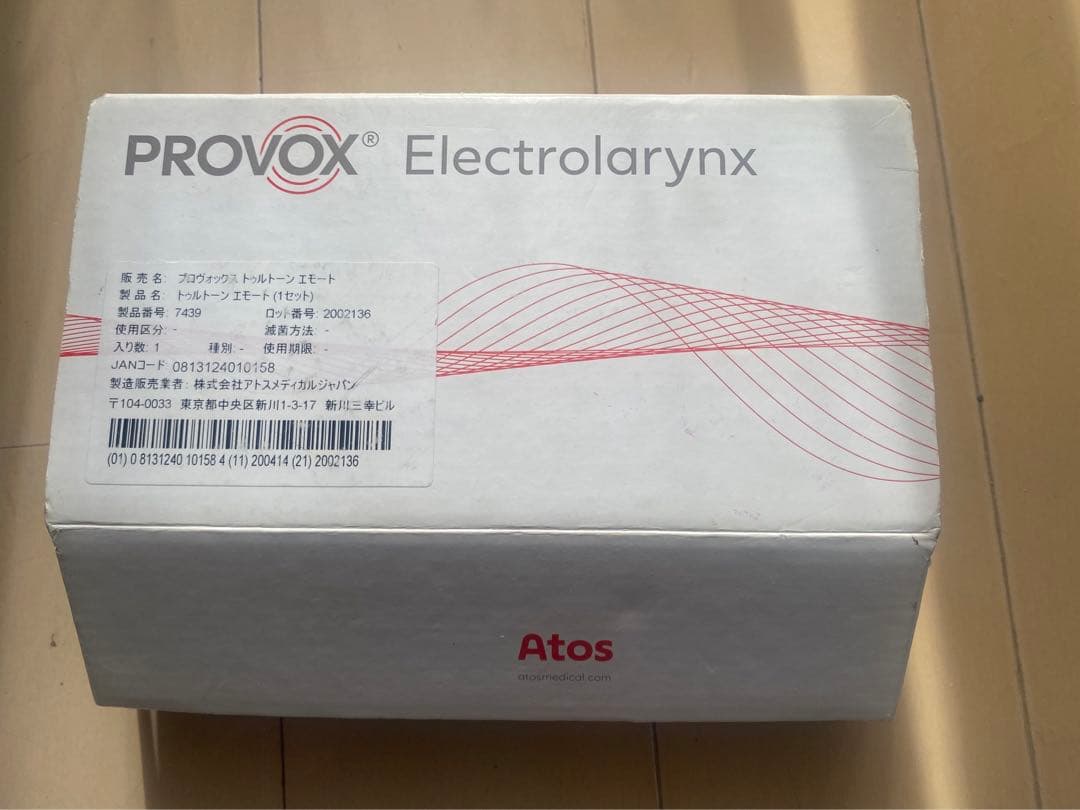 PROVOX® Electrolarynx
販売名: プロヴォックス トゥルトーン エモート
製品名: トゥルトーン エモート (1セット)
製品番号: 7439 ロット番号: 2002136
使用区分: - 滅菌方法: -
入り数: 1 種別: - 使用期限: -
JANコード: 0813124010158
製造販売業者: 株式会社アトスメディカルジャパン
〒104-0033 東京都中央区新川1-3-17 新川三幸ビル
(01) 0 8131240 10158 4 (11) 200414 (21) 2002136
Atos
atosmedical.com